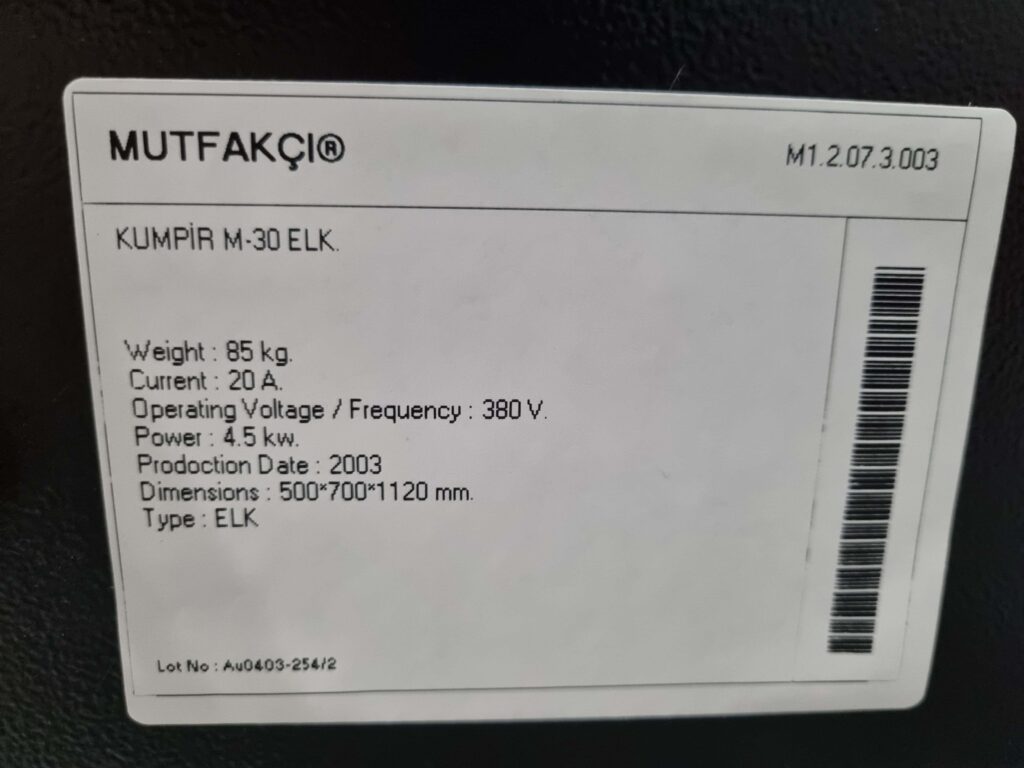 MUTFAKÇI®
M1.2.07.3.003
KUMPİR M-30 ELK.
Weight : 85 kg.
Current : 20 A.
Operating Voltage / Frequency : 380 V.
Power : 4.5 kw.
Prodoction Date : 2003
Dimensions : 500*700*1120 mm.
Type : ELK
Lot No : Au0403-254/2